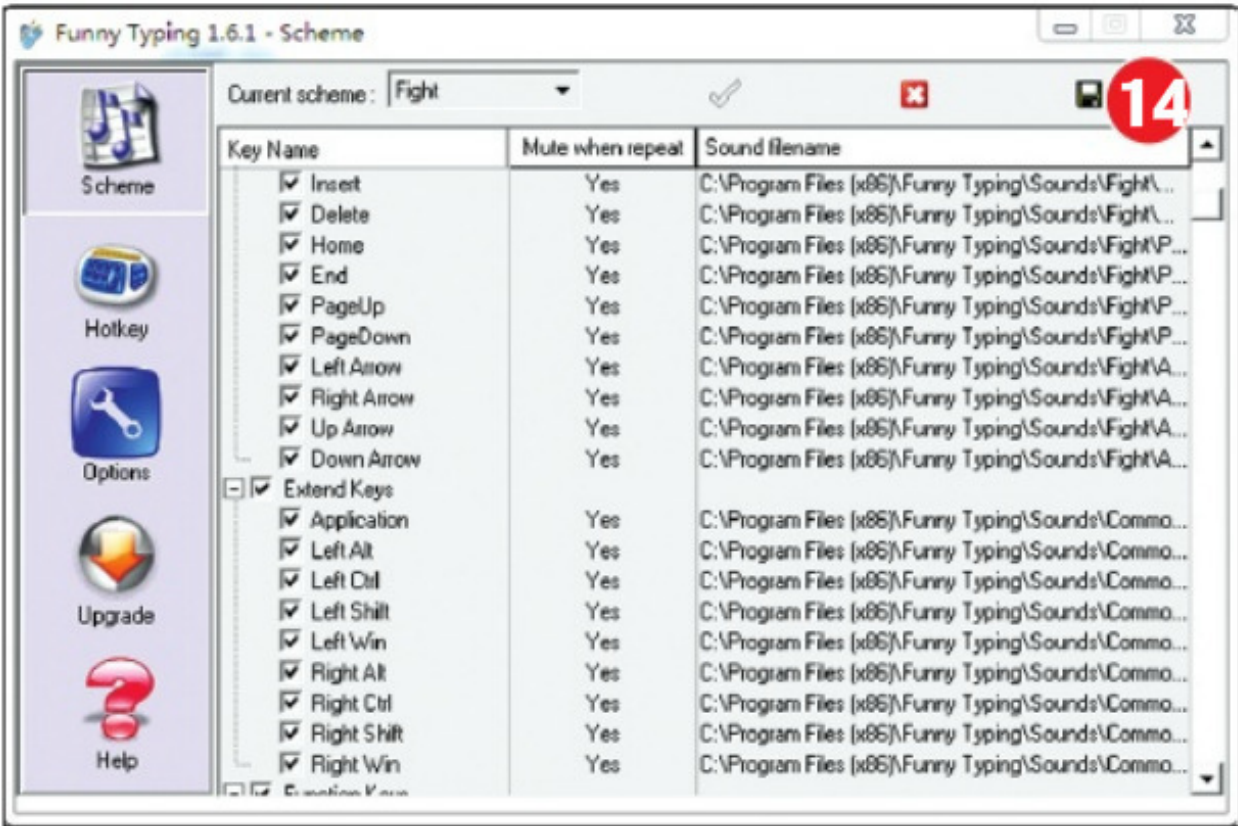 Funny Typing 1.6.1 - Scheme
Current scheme : Fight
14
Key Name Mute when repeat Sound filename
Insert Yes C:\Program Files (x86)\Funny Typing\Sounds\Fight\...
Delete Yes C:\Program Files (x86)\Funny Typing\Sounds\Fight\...
Home Yes C:\Program Files (x86)\Funny Typing\Sounds\Fight\P...
End Yes C:\Program Files (x86)\Funny Typing\Sounds\Fight\P...
PageUp Yes C:\Program Files (x86)\Funny Typing\Sounds\Fight\P...
PageDown Yes C:\Program Files (x86)\Funny Typing\Sounds\Fight\P...
Left Arrow Yes C:\Program Files (x86)\Funny Typing\Sounds\Fight\A...
Right Arrow Yes C:\Program Files (x86)\Funny Typing\Sounds\Fight\A...
Up Arrow Yes C:\Program Files (x86)\Funny Typing\Sounds\Fight\A...
Down Arrow Yes C:\Program Files (x86)\Funny Typing\Sounds\Fight\A...
Extend Keys
Application Yes C:\Program Files (x86)\Funny Typing\Sounds\Commo...
Left Alt Yes C:\Program Files (x86)\Funny Typing\Sounds\Commo...
Left Ctrl Yes C:\Program Files (x86)\Funny Typing\Sounds\Commo...
Left Shift Yes C:\Program Files (x86)\Funny Typing\Sounds\Commo...
Left Win Yes C:\Program Files (x86)\Funny Typing\Sounds\Commo...
Right Alt Yes C:\Program Files (x86)\Funny Typing\Sounds\Commo...
Right Ctrl Yes C:\Program Files (x86)\Funny Typing\Sounds\Commo...
Right Shift Yes C:\Program Files (x86)\Funny Typing\Sounds\Commo...
Right Win Yes C:\Program Files (x86)\Funny Typing\Sounds\Commo...
Function Keys
Scheme
Hotkey
Options
Upgrade
Help